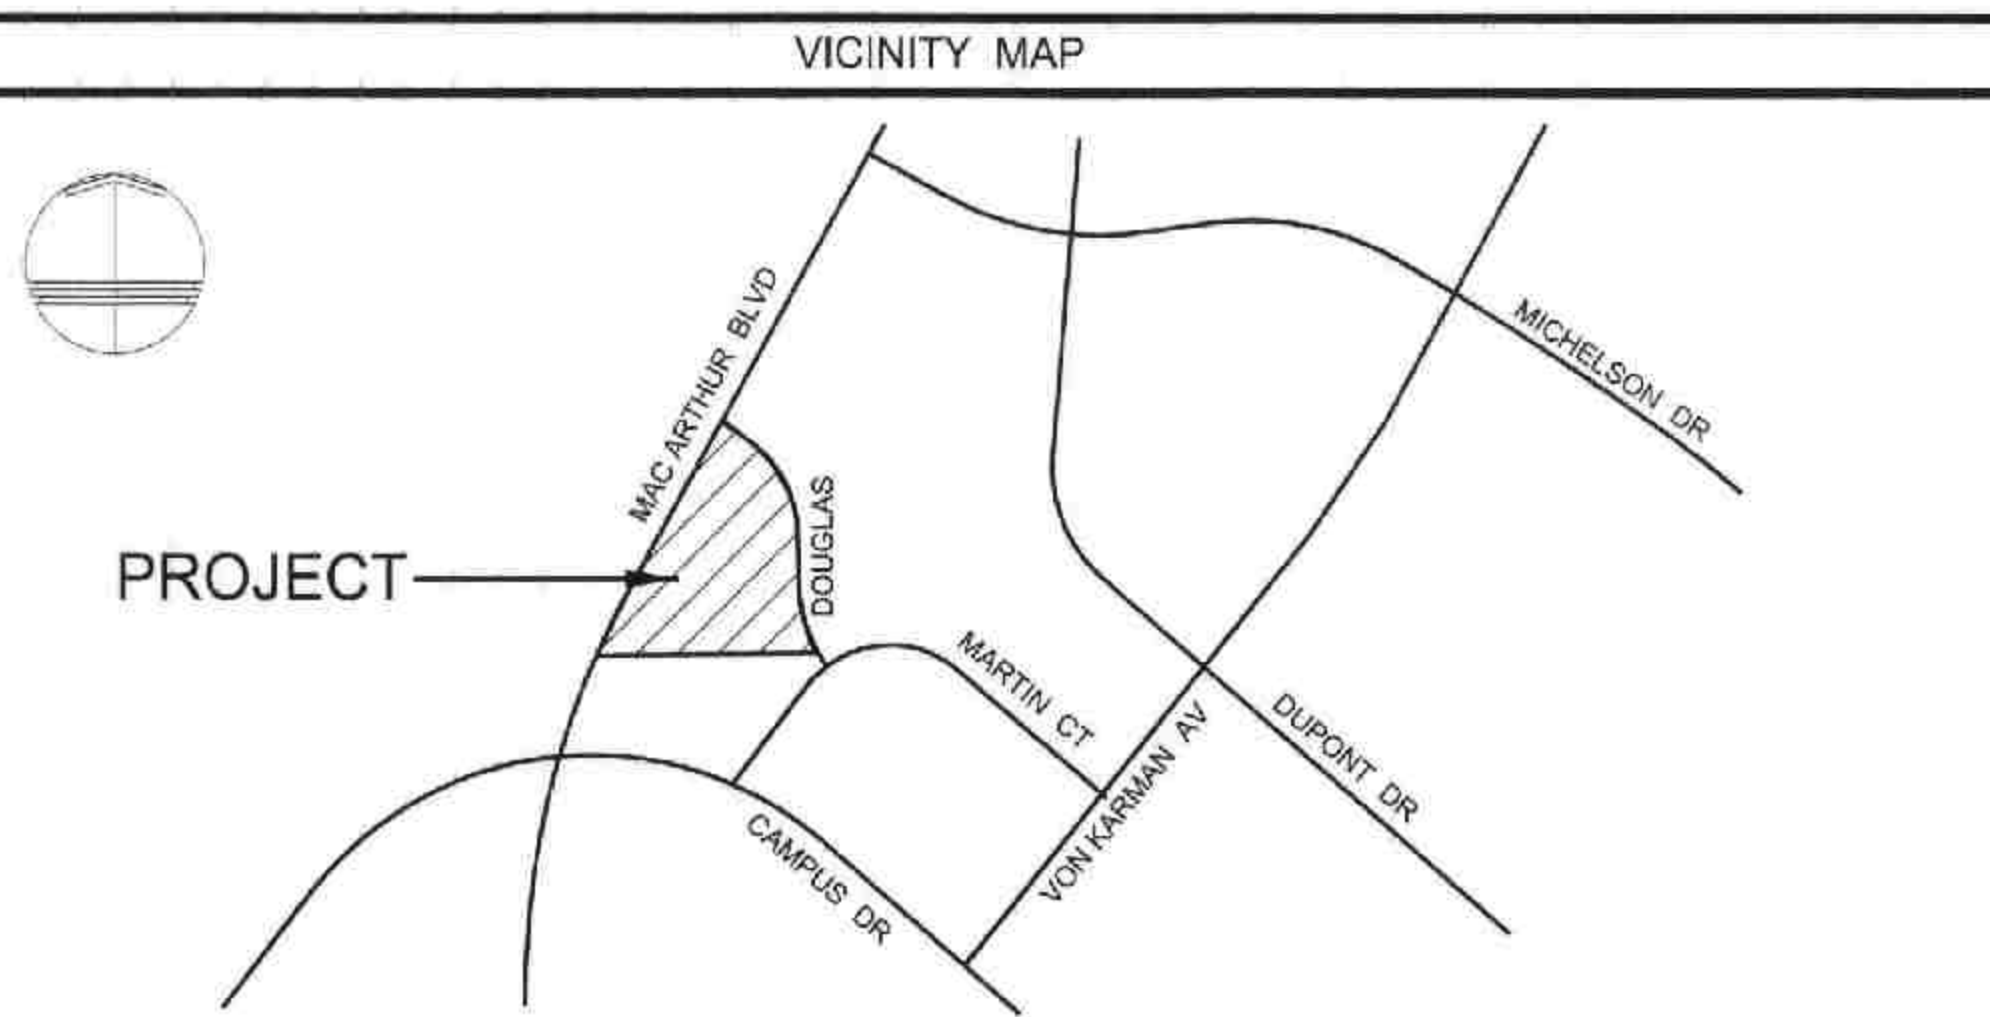 VICINITY MAP
MICHELSON DR
MAC ARTHUR BLVD
DOUGLAS
PROJECT
MARTIN CT
DUPONT DR
VON KARMAN AV
CAMPUS DR